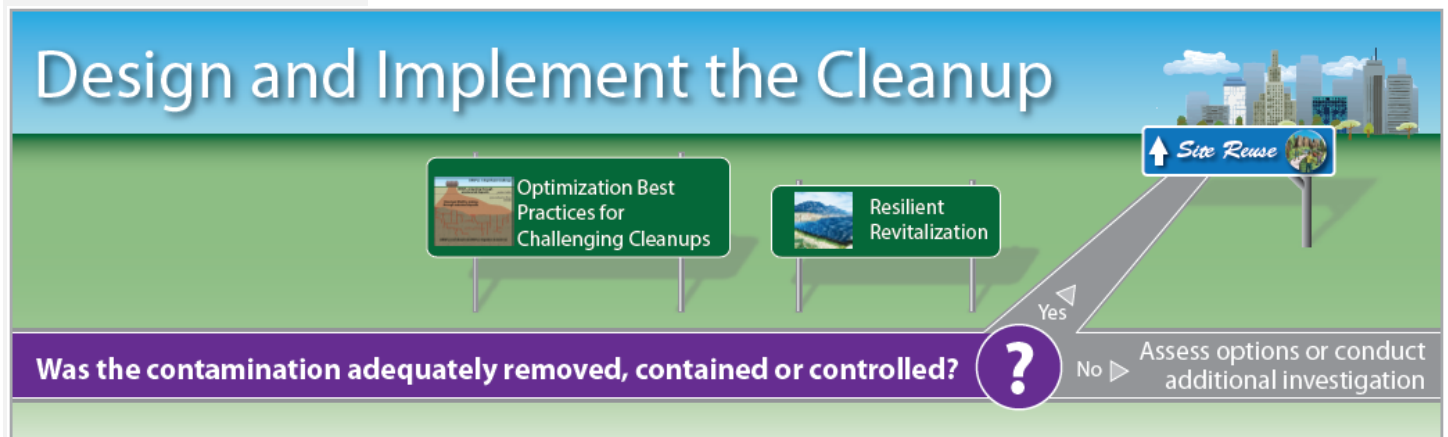 Design and Implement the Cleanup
Site Reuse
Optimization Best
Practices for
Challenging Cleanups
Resilient
Revitalization
Yes
Was the contamination adequately removed, contained or controlled?
?
No
Assess options or conduct
additional investigation